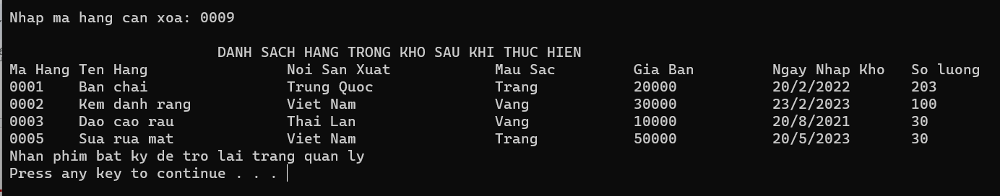 Nhap ma hang can xoa: 0009
DANH SACH HANG TRONG KHO SAU KHI THUC HIEN
Ma Hang Ten Hang Noi San Xuat Mau Sac Gia Ban Ngay Nhap Kho So luong
0001 Ban chai Trung Quoc Trang 20000 20/2/2022 203
0002 Kem danh rang Viet Nam Vang 30000 23/2/2023 100
0003 Dao cao rau Thai Lan Vang 10000 20/8/2021 30
0005 Sua rua mat Viet Nam Trang 50000 20/5/2023 30
Nhan phim bat ky de tro lai trang quan ly
Press any key to continue . . .